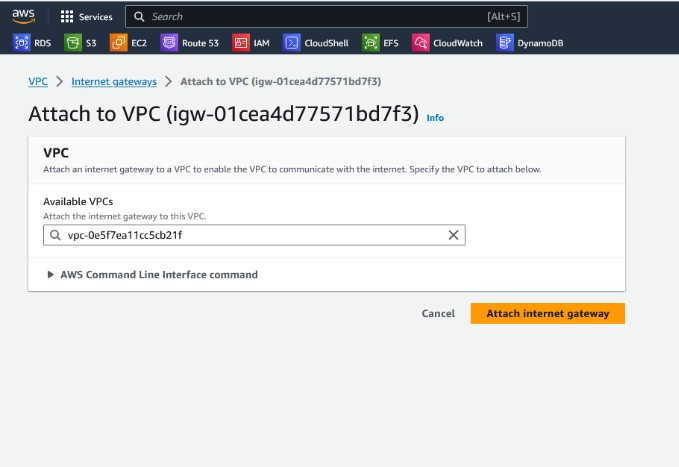 aws Services Search [Alt+S]
RDS S3 EC2 Route 53 IAM CloudShell EFS CloudWatch DynamoDB
VPC > Internet gateways > Attach to VPC (igw-01cea4d77571bd7f3)
Attach to VPC (igw-01cea4d77571bd7f3) Info
VPC
Attach an internet gateway to a VPC to enable the VPC to communicate with the internet. Specify the VPC to attach below.
Available VPCs
Attach the internet gateway to this VPC.
vpc-0e5f7ea11cc5cb21f
AWS Command Line Interface command
Cancel Attach internet gateway